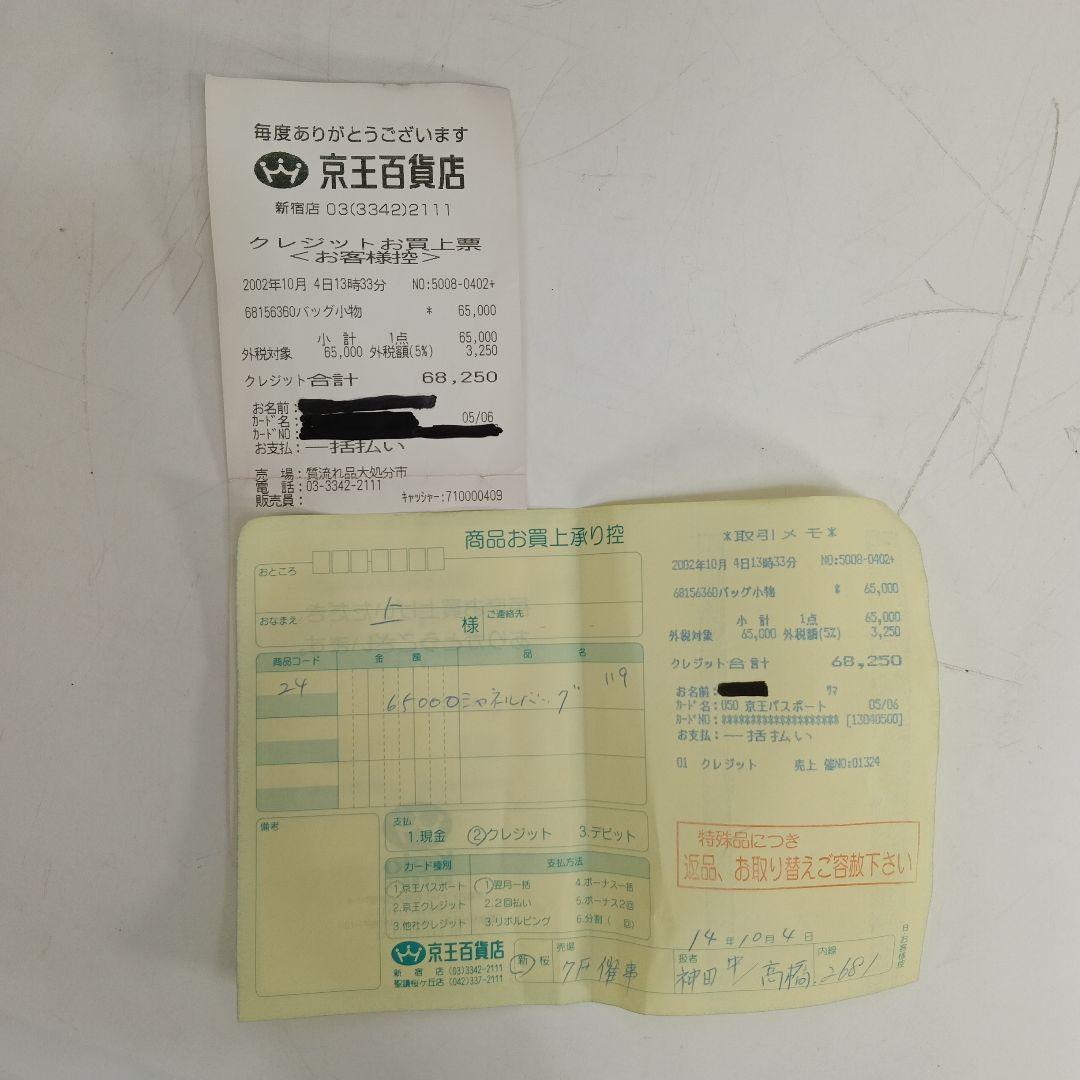 毎度ありがとうございます
京王百貨店
新宿店 03(3342)2111
クレジットお買上票
<お客様控>
2002年10月 4日13時33分 NO:5008-0402+
68156360バッグ小物 * 65,000
小 計 1点 65,000
外税対象 65,000 外税額(5%) 3,250
クレジット合計 68,250
お名前:
カード名: 05/06
カードNO
お支払:一括払い
売 場:質流れ品大処分市
電 話:03-3342-2111
販売員: キャッシャー:710000409
商品お買上承り控
おところ
おなまえ 上 様 ご連絡先
商品コード 金 額 品 名
24 65000 シャネルバッグ 119
備考
支払
1.現金 ②クレジット 3.デビット
カード種別 支払方法
1.京王パスポート 1.翌月一括 4.ボーナス一括
2.京王クレジット 2.2回払い 5.ボーナス2回
3.他社クレジット 3.リボルビング 6.分割( 回)
京王百貨店
新 宿 店 (03)3342-2111
聖蹟桜ヶ丘店 (042)337-2111
新 桜 売場 7F催事
*取引メモ*
2002年10月 4日13時33分 NO:5008-0402+
68156360バッグ小物 * 65,000
小 計 1点 65,000
外税対象 65,000 外税額(5%) 3,250
クレジット合計 68,250
お名前: ｻﾏ
カード名:050 京王パスポート 05/06
カードNO:******************* [13040500]
お支払:一括払い
01 クレジット 売上 催NO:01324
特殊品につき
返品、お取り替えご容赦下さい
14年10月4日
扱者 神田 中/高橋 内線 2681
日 お客様控